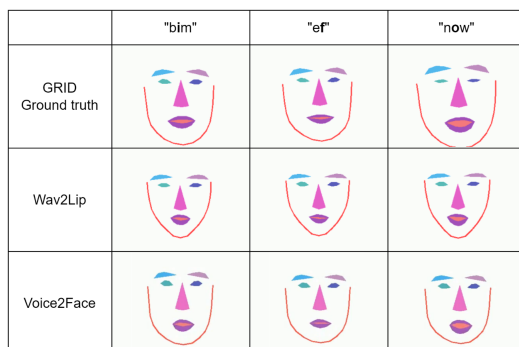 "bim" "ef" "now"
GRID
Ground truth
Wav2Lip
Voice2Face